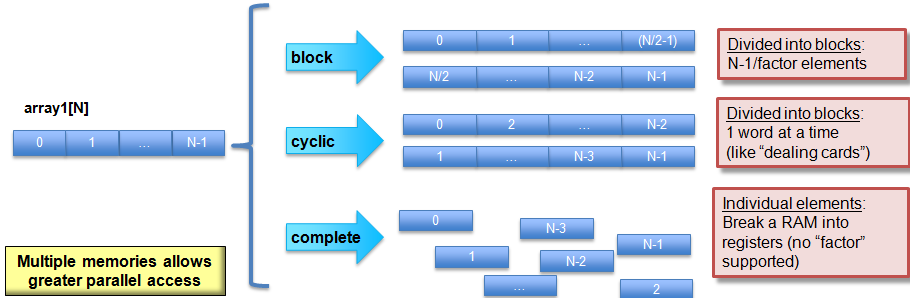 array1[N]
0 1 ... N-1
Multiple memories allows
greater parallel access
block
0 1 ... (N/2-1)
N/2 ... N-2 N-1
Divided into blocks:
N-1/factor elements
cyclic
0 2 ... N-2
1 ... N-3 N-1
Divided into blocks:
1 word at a time
(like “dealing cards”)
complete
0
N-3
N-1
1
N-2
...
2
Individual elements:
Break a RAM into
registers (no “factor”
supported)